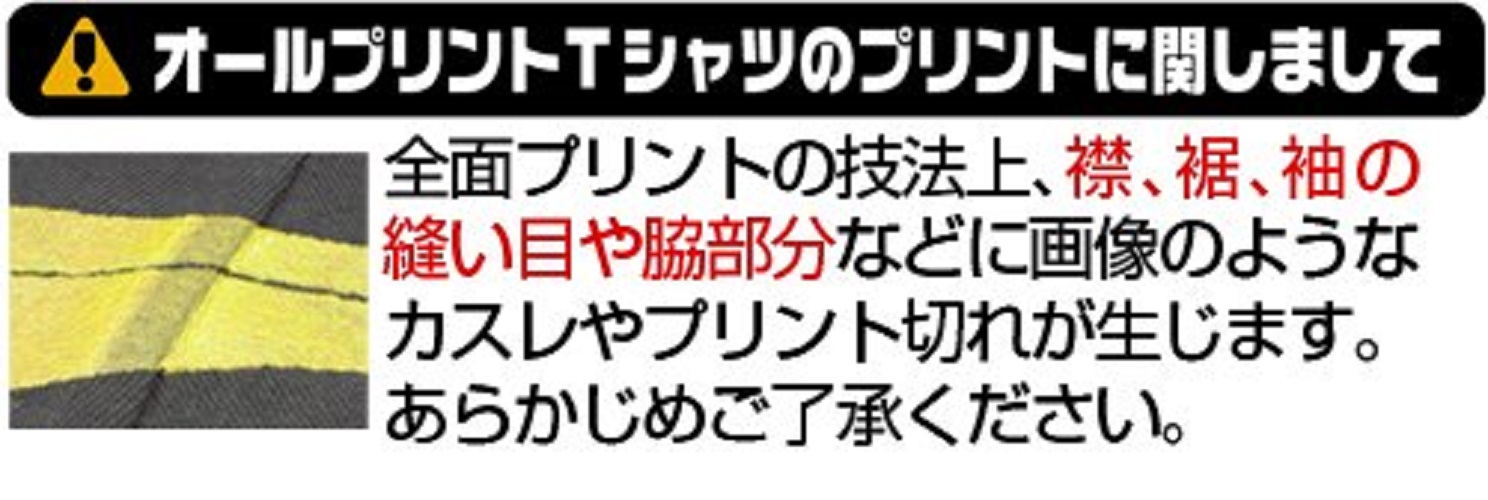 オールプリントTシャツのプリントに関しまして
全面プリントの技法上、襟、裾、袖の
縫い目や脇部分などに画像のような
カスレやプリント切れが生じます。
あらかじめご了承ください。